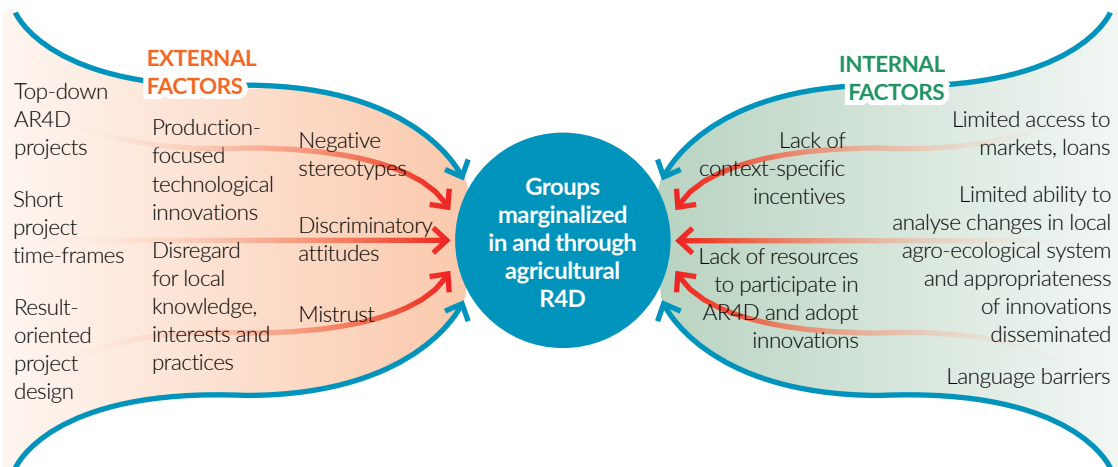 EXTERNAL
FACTORS
Top-down
AR4D
projects
Short
project
time-frames
Result-
oriented
project
design
Production-
focused
technological
innovations
Disregard
for local
knowledge,
interests and
practices
Negative
stereotypes
Discriminatory
attitudes
Mistrust
Groups
marginalized
in and through
agricultural
R4D
INTERNAL
FACTORS
Lack of
context-specific
incentives
Lack of resources
to participate in
AR4D and adopt
innovations
Limited access to
markets, loans
Limited ability to
analyse changes in local
agro-ecological system
and appropriateness
of innovations
disseminated
Language barriers